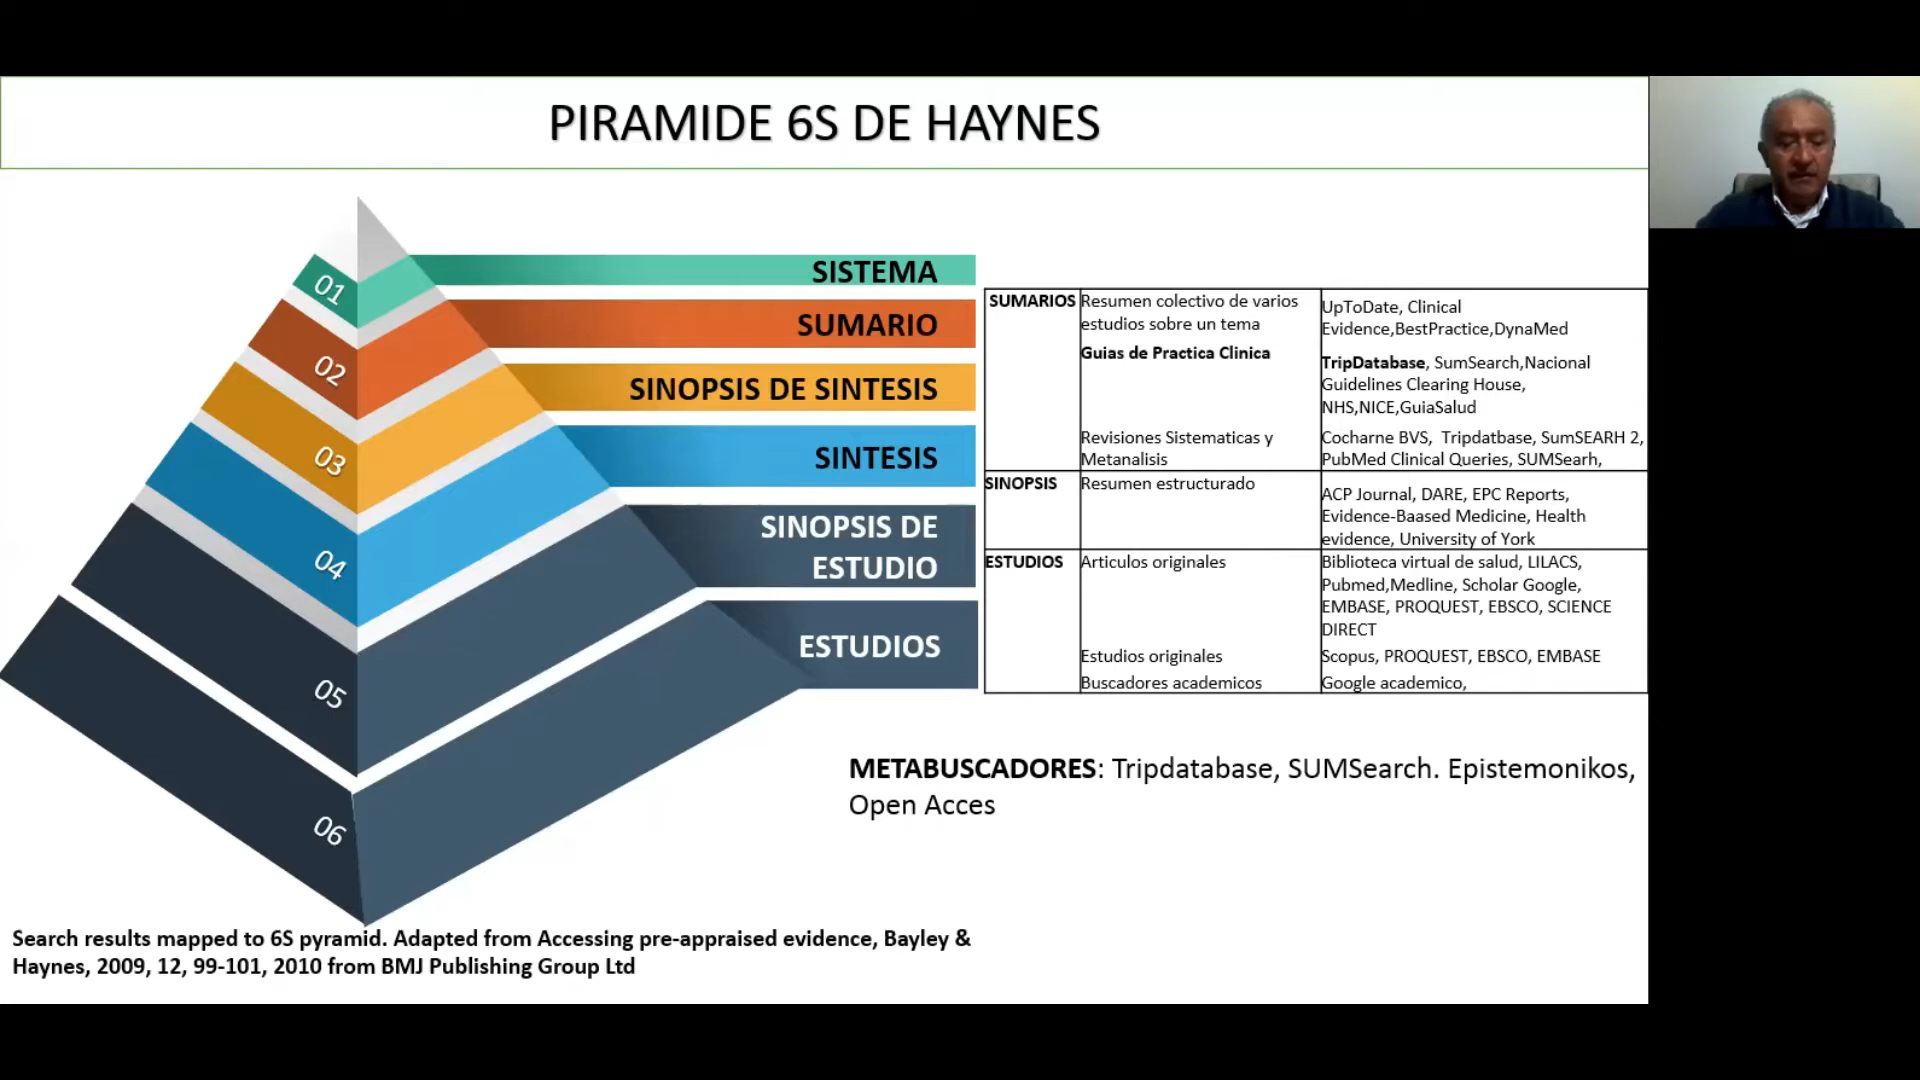 PIRAMIDE 6S DE HAYNES
01
02
03
04
05
06
SISTEMA
SUMARIO
SINOPSIS DE SINTESIS
SINTESIS
SINOPSIS DE
ESTUDIO
ESTUDIOS
SUMARIOS
Resumen colectivo de varios
estudios sobre un tema
UpToDate, Clinical
Evidence,BestPractice,DynaMed
Guias de Practica Clinica
TripDatabase, SumSearch,Nacional
Guidelines Clearing House,
NHS,NICE,GuiaSalud
Revisiones Sistematicas y
Metanalisis
Cocharne BVS, Tripdatbase, SumSEARH 2,
PubMed Clinical Queries, SUMSearh,
SINOPSIS
Resumen estructurado
ACP Journal, DARE, EPC Reports,
Evidence-Baased Medicine, Health
evidence, University of York
ESTUDIOS
Articulos originales
Biblioteca virtual de salud, LILACS,
Pubmed,Medline, Scholar Google,
EMBASE, PROQUEST, EBSCO, SCIENCE
DIRECT
Estudios originales
Scopus, PROQUEST, EBSCO, EMBASE
Buscadores academicos
Google academico,
METABUSCADORES: Tripdatabase, SUMSearch. Epistemonikos,
Open Acces
Search results mapped to 6S pyramid. Adapted from Accessing pre-appraised evidence, Bayley &
Haynes, 2009, 12, 99-101, 2010 from BMJ Publishing Group Ltd